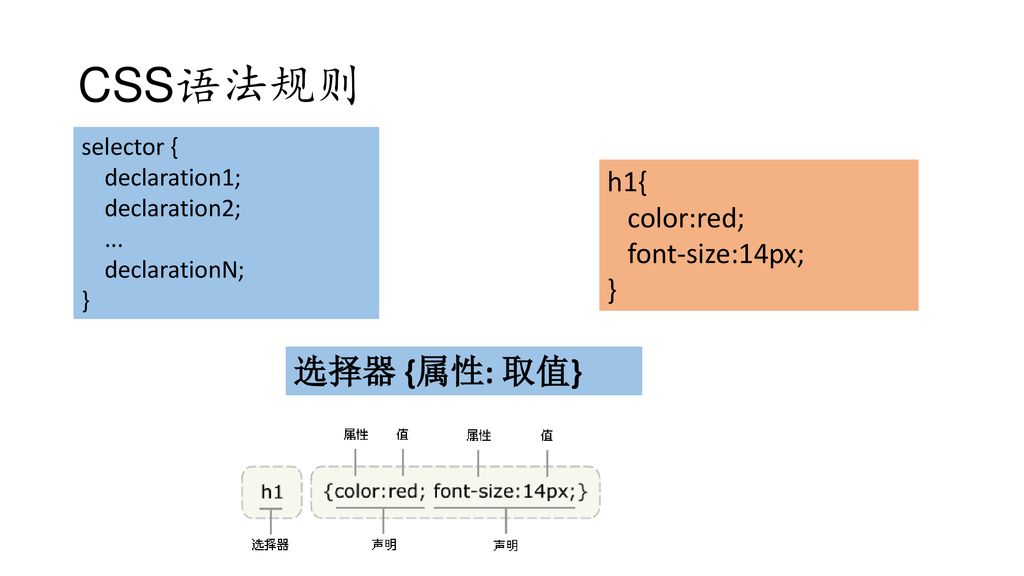 CSS语法规则
selector {
declaration1;
declaration2;
...
declarationN;
}
h1{
color:red;
font-size:14px;
}
选择器 {属性: 取值}
属性 值 属性 值
h1 {color:red; font-size:14px;}
选择器 声明 声明